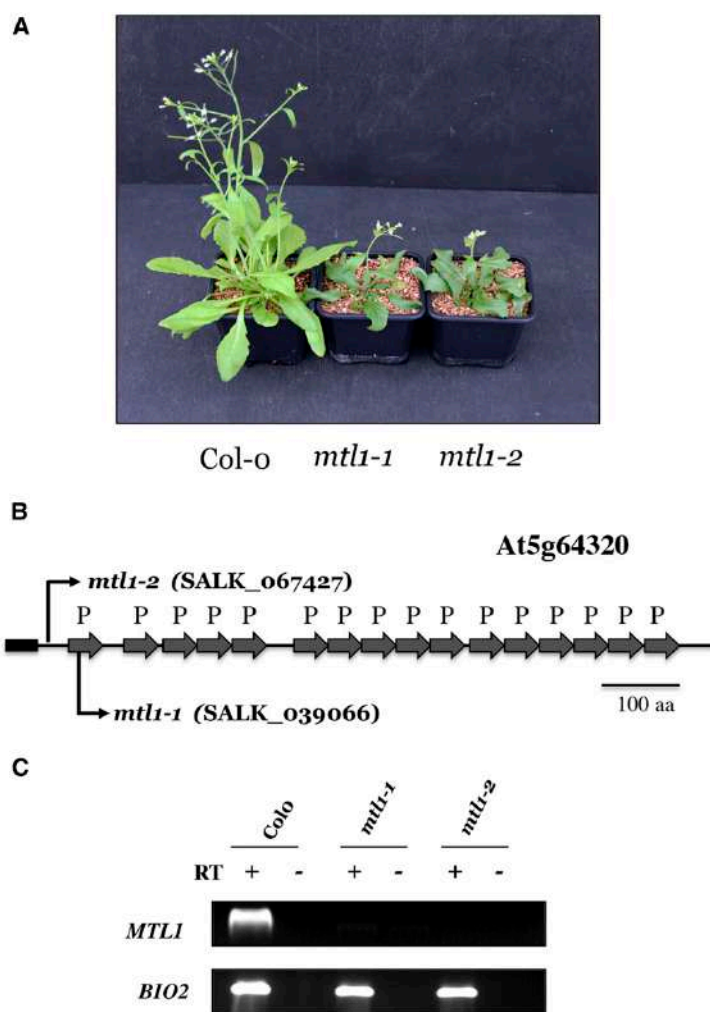 A
Col-0 mtl1-1 mtl1-2
B
At5g64320
mtl1-2 (SALK_067427)
P P P P P P P P P P P P P P P P
mtl1-1 (SALK_039066)
100 aa
C
Colo mtl1-1 mtl1-2
RT + - + - + -
MTL1
BIO2